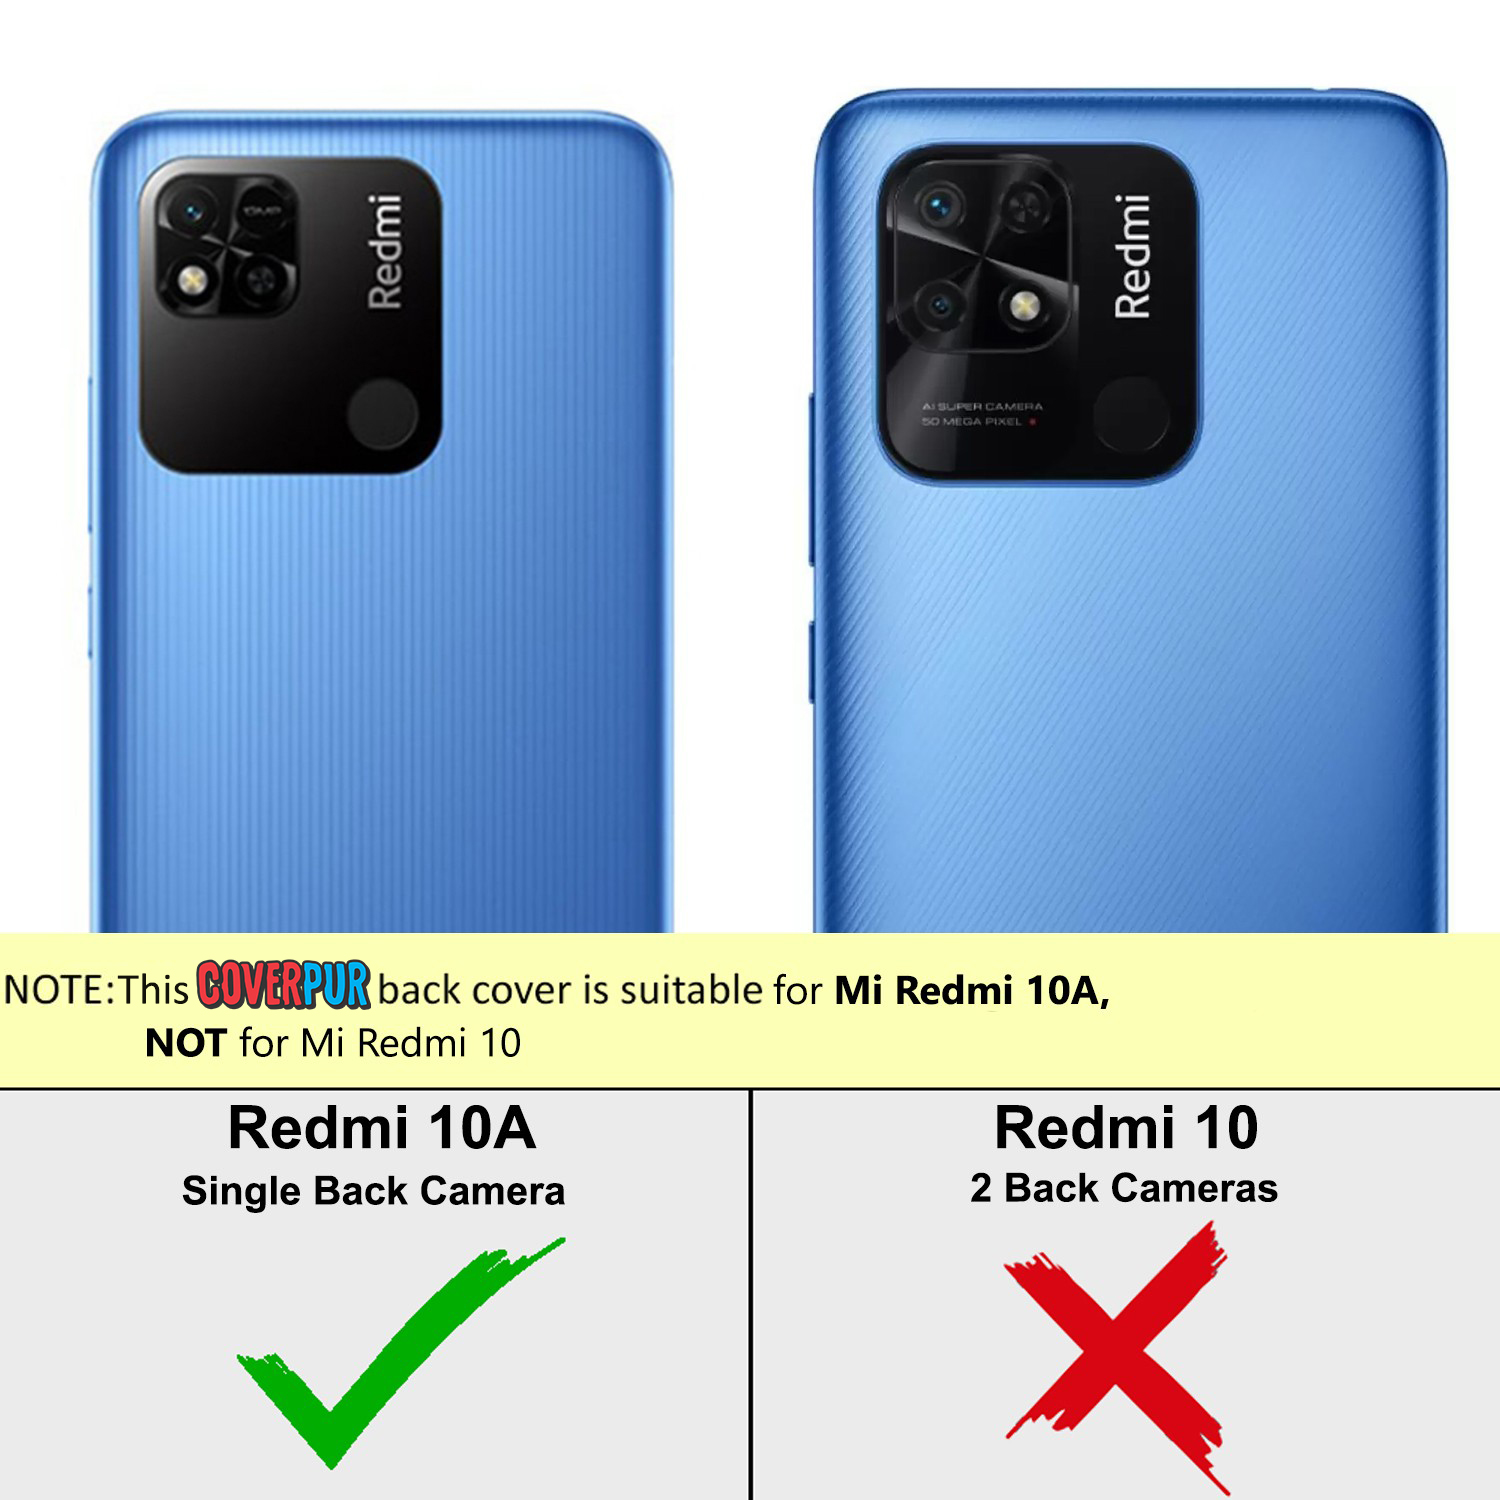 Redmi
Redmi
AI SUPER CAMERA
50 MEGA PIXEL
NOTE:This COVERPUR back cover is suitable for Mi Redmi 10A,
NOT for Mi Redmi 10
Redmi 10A
Single Back Camera
Redmi 10
2 Back Cameras